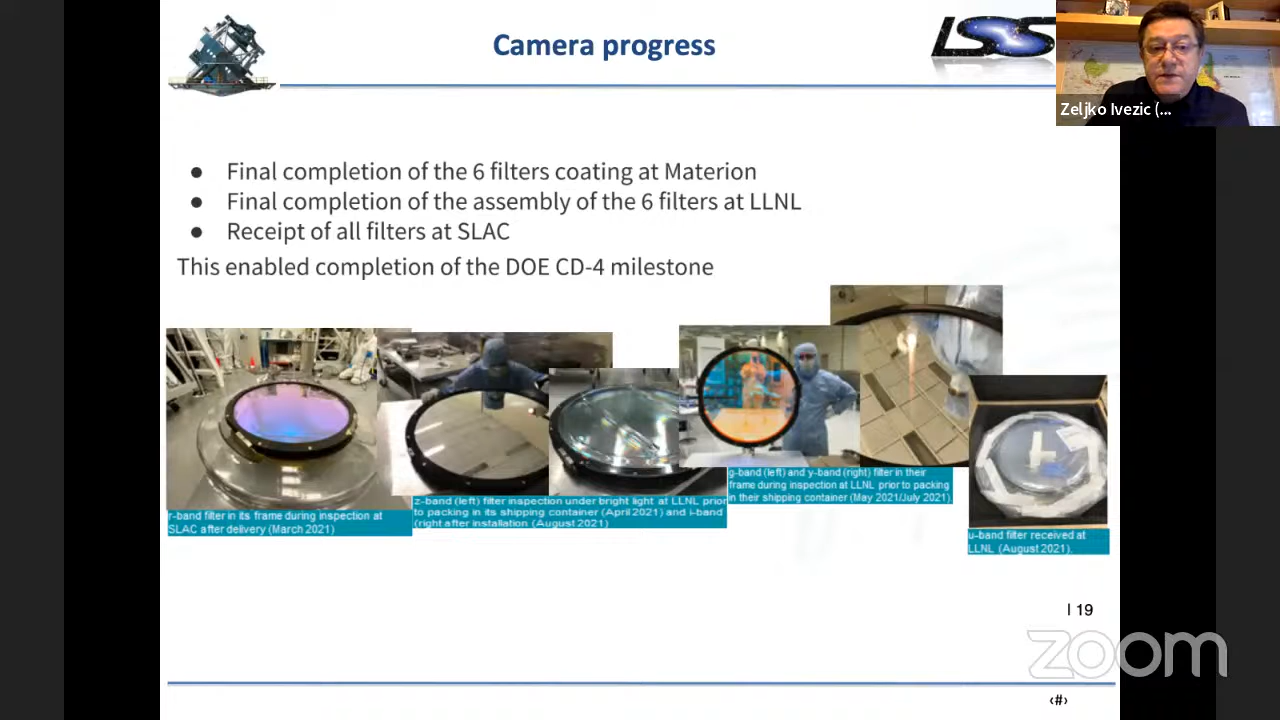 Camera progress
LSS
Zeljko Ivezic (...
● Final completion of the 6 filters coating at Materion
● Final completion of the assembly of the 6 filters at LLNL
● Receipt of all filters at SLAC
This enabled completion of the DOE CD-4 milestone
r-band filter in its frame during inspection at
SLAC after delivery (March 2021)
z-band (left) filter inspection under bright light at LLNL prior
to packing in its shipping container (April 2021) and i-band
(right after installation (August 2021)
g-band (left) and y-band (right) filter in their
frame during inspection at LLNL prior to packing
in their shipping container (May 2021/July 2021).
u-band filter received at
LLNL (August 2021).
| 19
zoom
‹#›